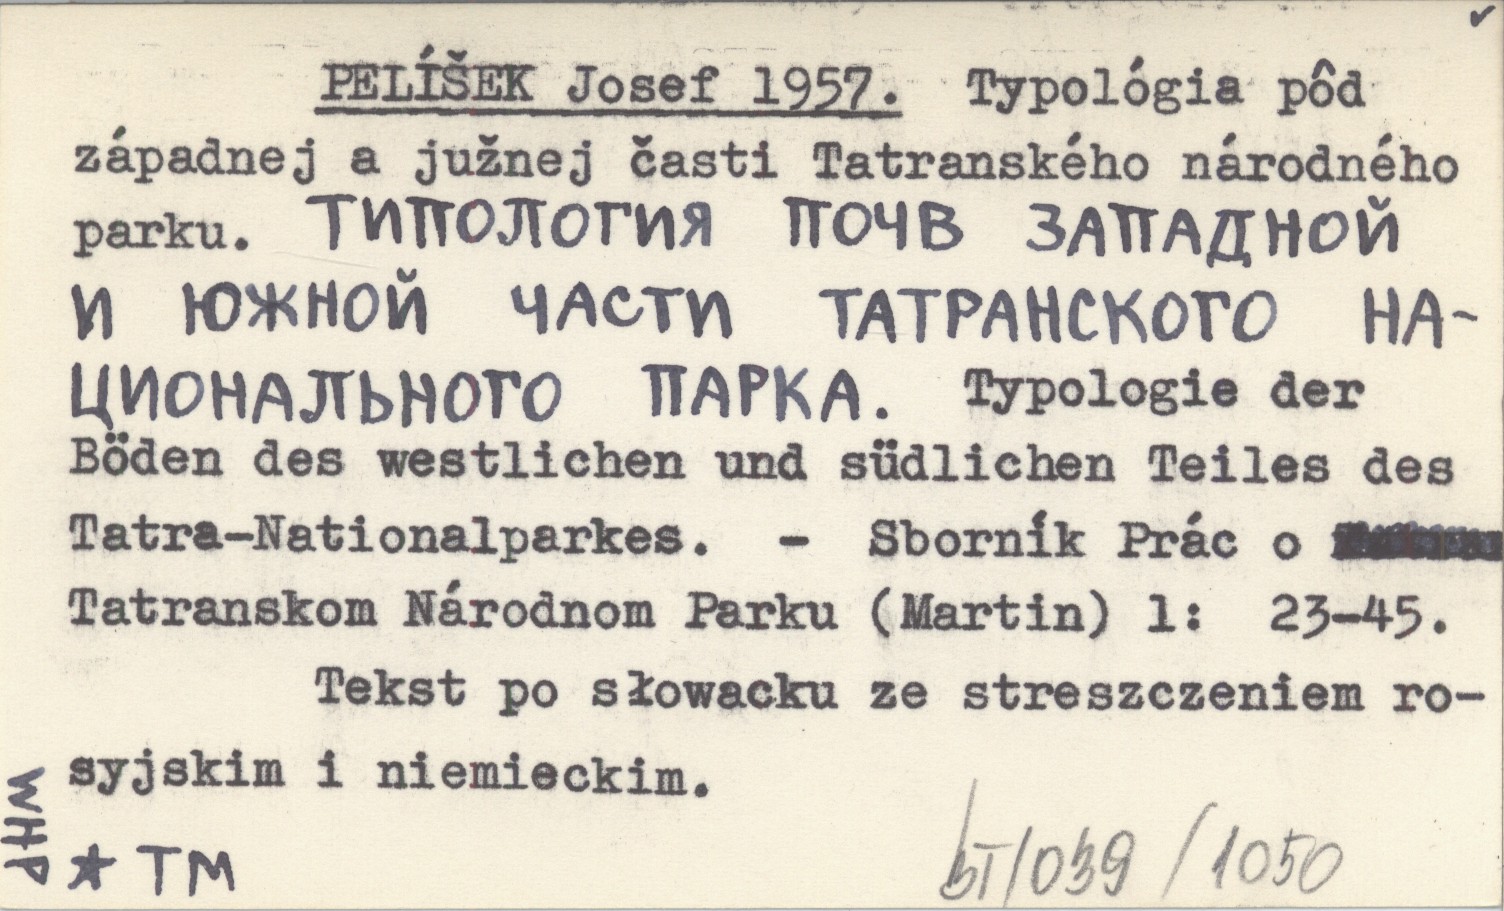 PELÍŠEK Josef 1957. Typológia pôd
západnej a južnej časti Tatranského národného
parku. ТИПОЛОГИЯ ПОЧВ ЗАПАДНОЙ
И ЮЖНОЙ ЧАСТИ ТАТРАНСКОГО НА-
ЦИОНАЛЬНОГО ПАРКА. Typologie der
Böden des westlichen und südlichen Teiles des
Tatra-Nationalparkes. - Sborník Prác o
Tatranskom Národnom Parku (Martin) 1: 23-45.
Tekst po słowacku ze streszczeniem ro-
syjskim i niemieckim.
WHP
★ TM
/039 /1050